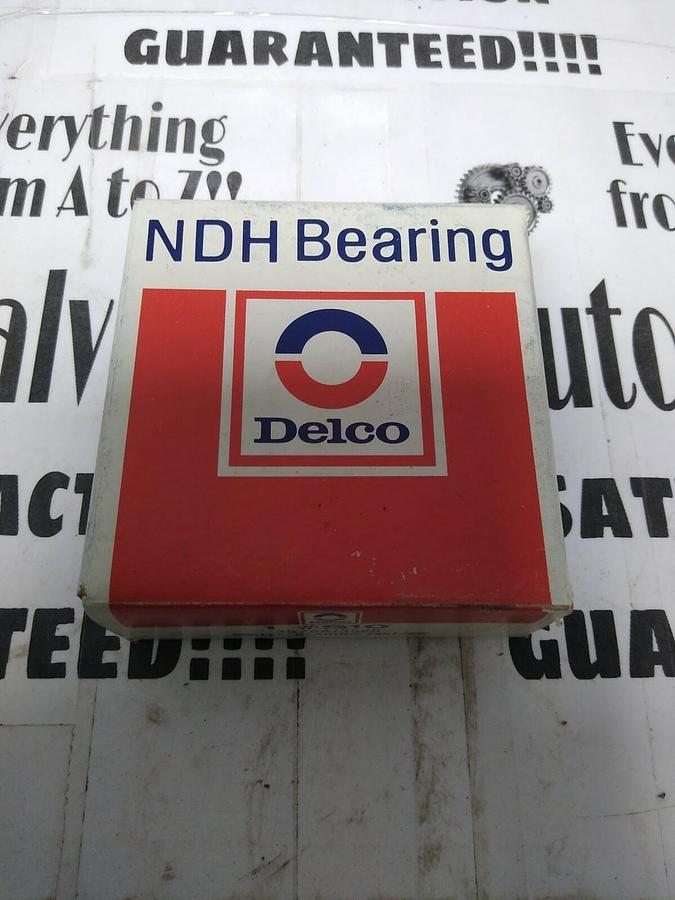 GUARANTEED!!!!
verything
m A to Z!!
Eve
fro
NDH Bearing
Delco
alv
uto
ACT
SAT
TEED!!!!!
GUA